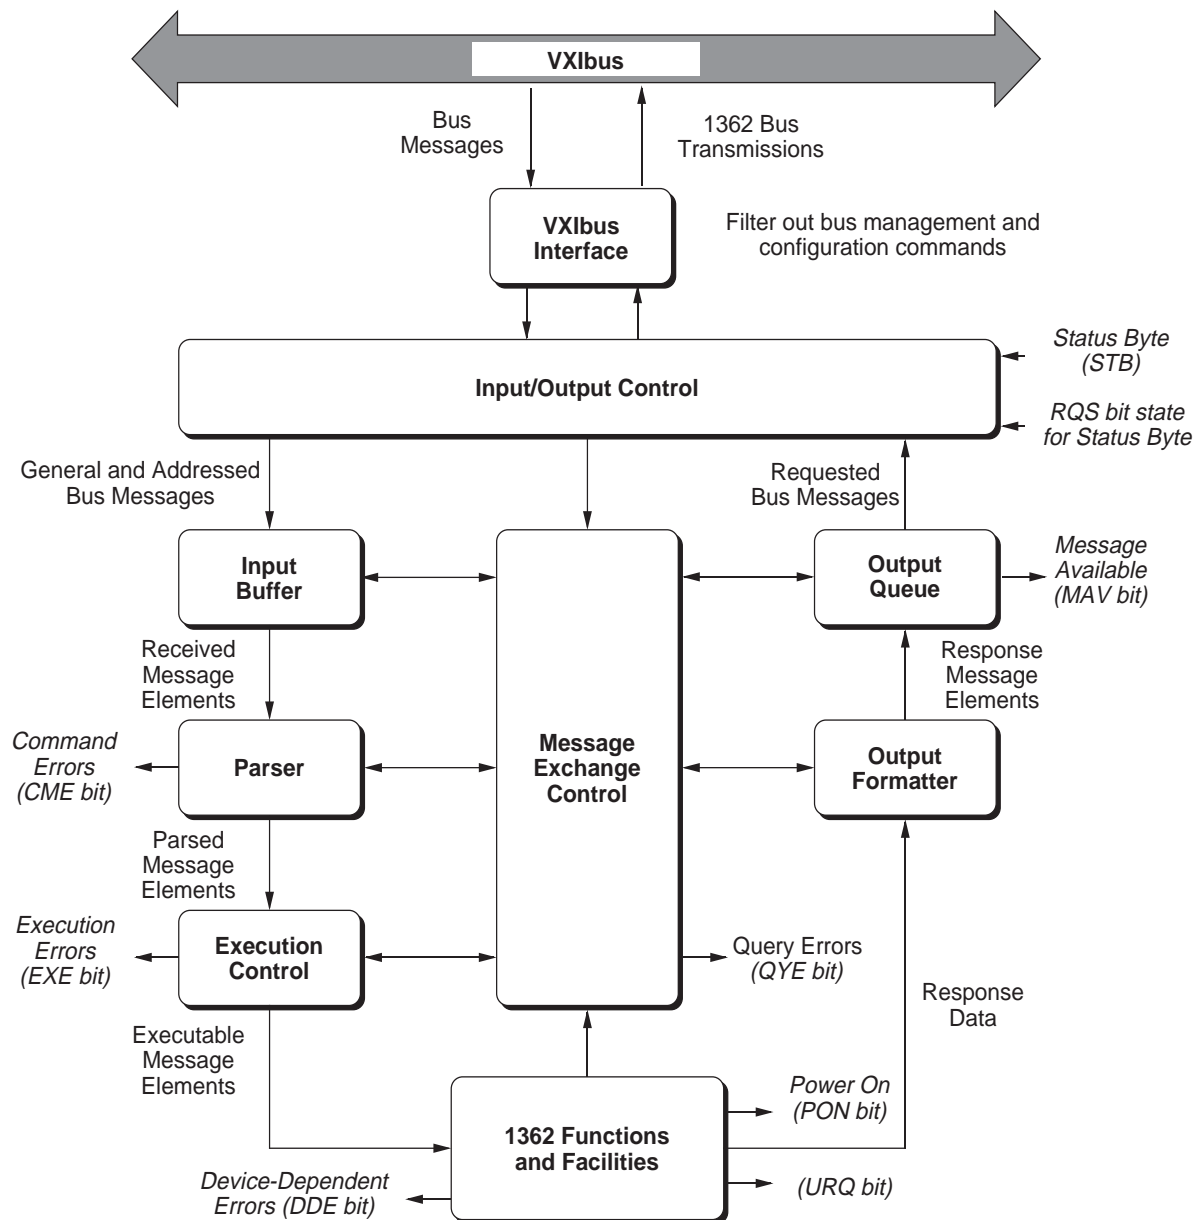 VXIbus
Bus
Messages
1362 Bus
Transmissions
VXIbus
Interface
Filter out bus management and
configuration commands
Input/Output Control
Status Byte
(STB)
RQS bit state
for Status Byte
General and Addressed
Bus Messages
Requested
Bus Messages
Input
Buffer
Output
Queue
Message
Available
(MAV bit)
Received
Message
Elements
Response
Message
Elements
Command
Errors
(CME bit)
Parser
Message
Exchange
Control
Output
Formatter
Parsed
Message
Elements
Execution
Errors
(EXE bit)
Execution
Control
Query Errors
(QYE bit)
Response
Data
Executable
Message
Elements
Power On
(PON bit)
1362 Functions
and Facilities
Device-Dependent
Errors (DDE bit)
(URQ bit)